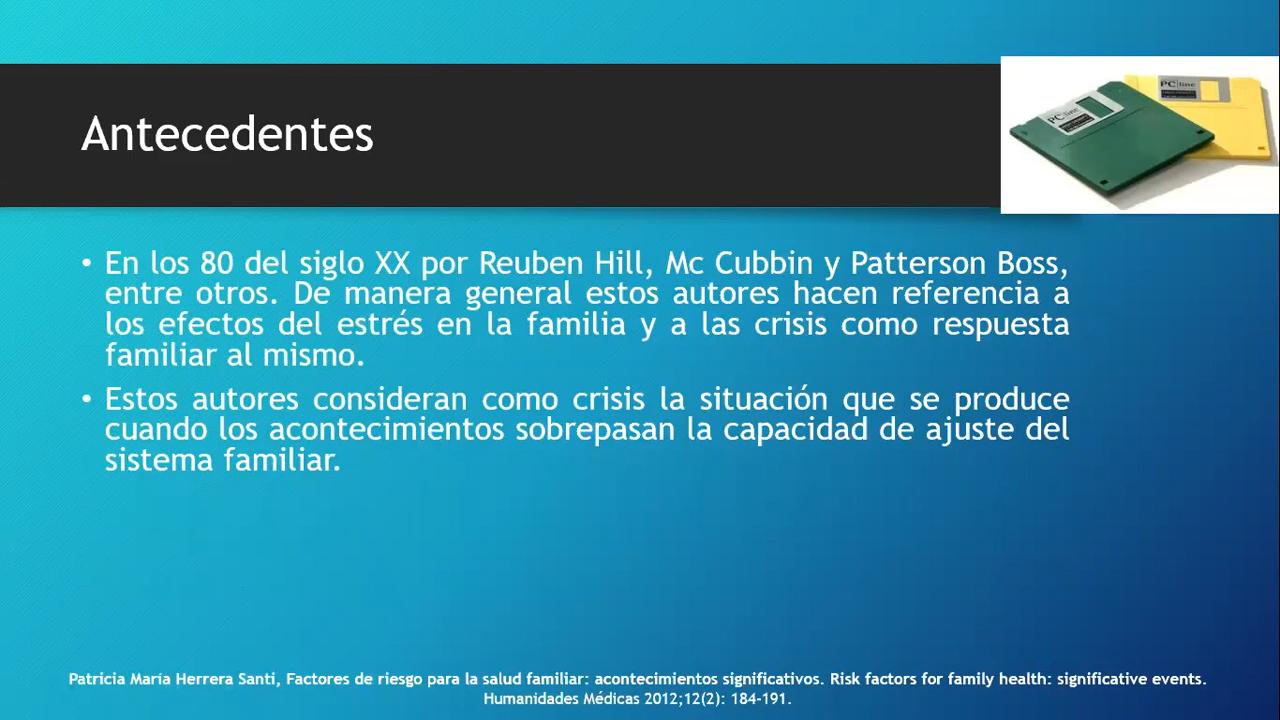 Antecedentes
PC line
PC line
• En los 80 del siglo XX por Reuben Hill, Mc Cubbin y Patterson Boss,
entre otros. De manera general estos autores hacen referencia a
los efectos del estrés en la familia y a las crisis como respuesta
familiar al mismo.
• Estos autores consideran como crisis la situación que se produce
cuando los acontecimientos sobrepasan la capacidad de ajuste del
sistema familiar.
Patricia María Herrera Santi, Factores de riesgo para la salud familiar: acontecimientos significativos. Risk factors for family health: significative events.
Humanidades Médicas 2012;12(2): 184-191.